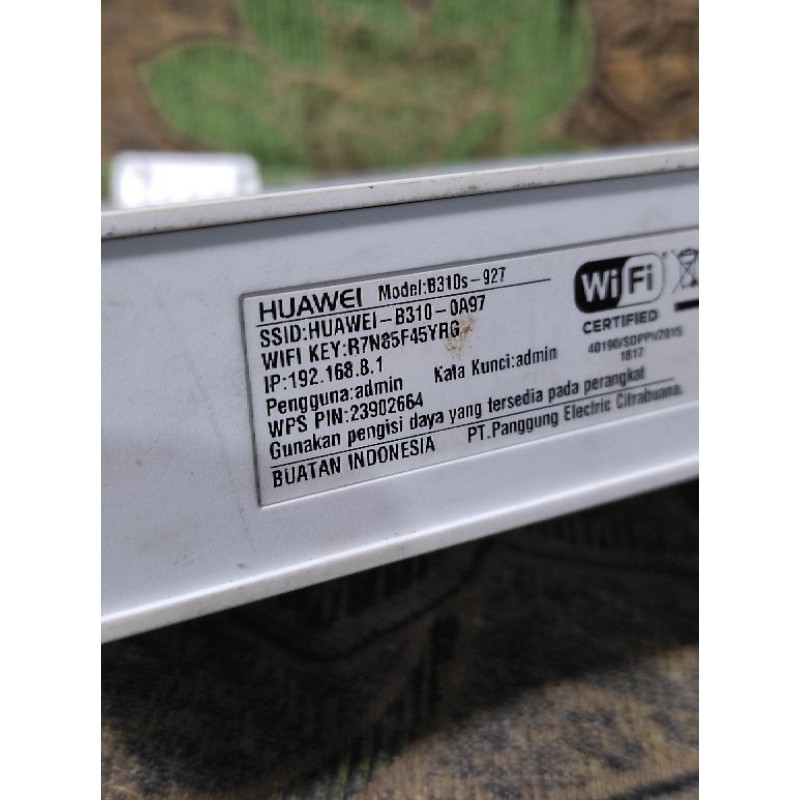 HUAWEI Model:B310s-927
SSID:HUAWEI-B310-0A97
WIFI KEY:R7N85F45YRG
IP:192.168.8.1
Pengguna:admin Kata Kunci:admin
WPS PIN:23902664
Gunakan pengisi daya yang tersedia pada perangkat
BUATAN INDONESIA PT.Panggung Electric Citrabuana.
WiFi
CERTIFIED
40190/SDPPI/2015
1817